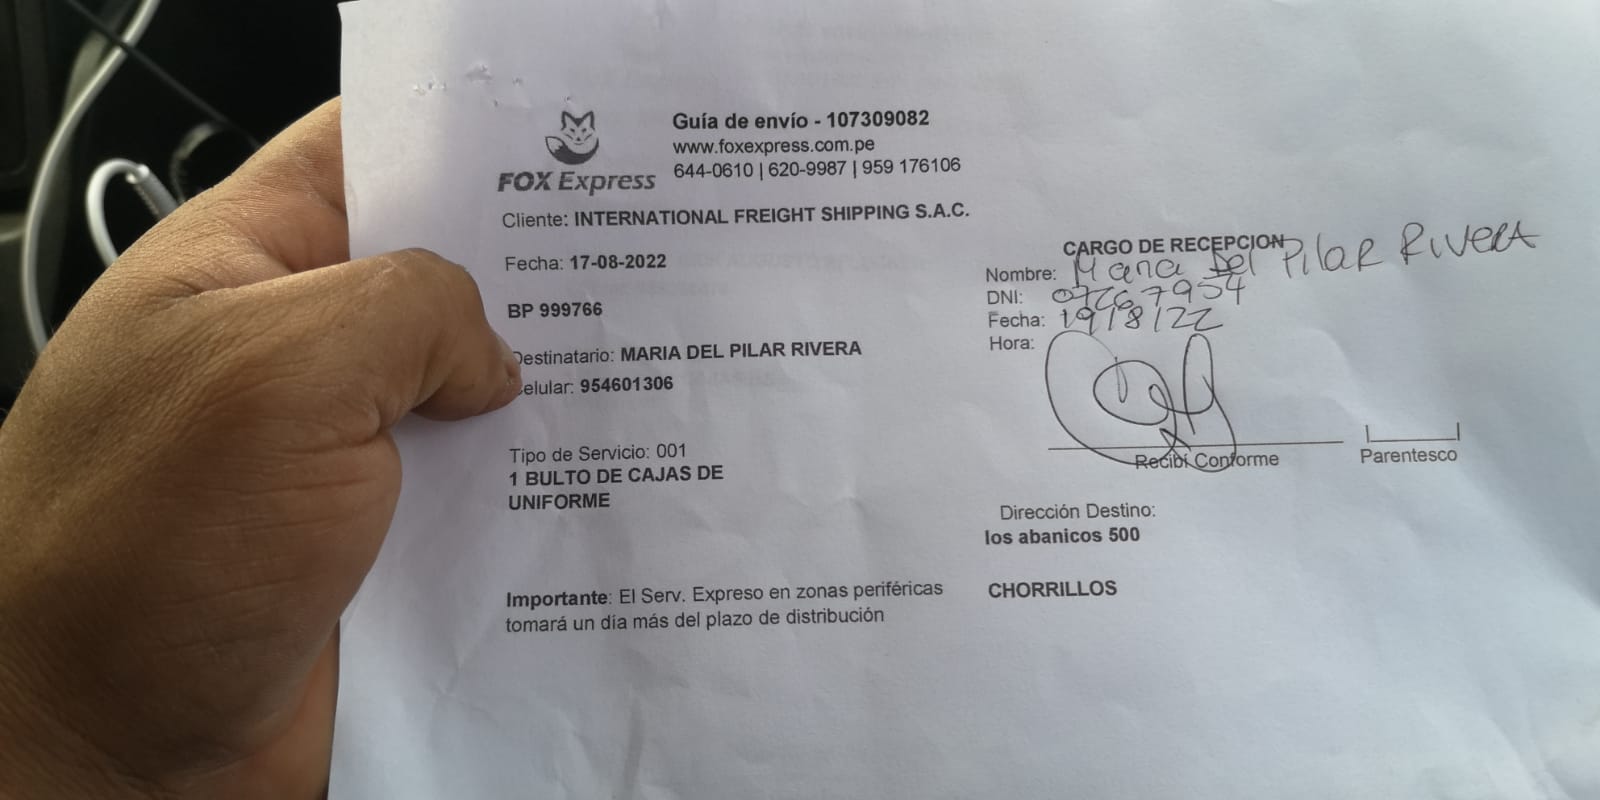 Guía de envío - 107309082
www.foxexpress.com.pe
644-0610 | 620-9987 | 959 176106
FOX Express
Cliente: INTERNATIONAL FREIGHT SHIPPING S.A.C.
Fecha: 17-08-2022
BP 999766
Destinatario: MARIA DEL PILAR RIVERA
Celular: 954601306
Tipo de Servicio: 001
1 BULTO DE CAJAS DE
UNIFORME
Importante: El Serv. Expreso en zonas periféricas
tomará un día más del plazo de distribución
CARGO DE RECEPCION
Nombre: Maria Del Pilar RIVERA
DNI: 07267954
Fecha: 19/8/22
Hora:
Recibí Conforme
Parentesco
Dirección Destino:
los abanicos 500
CHORRILLOS